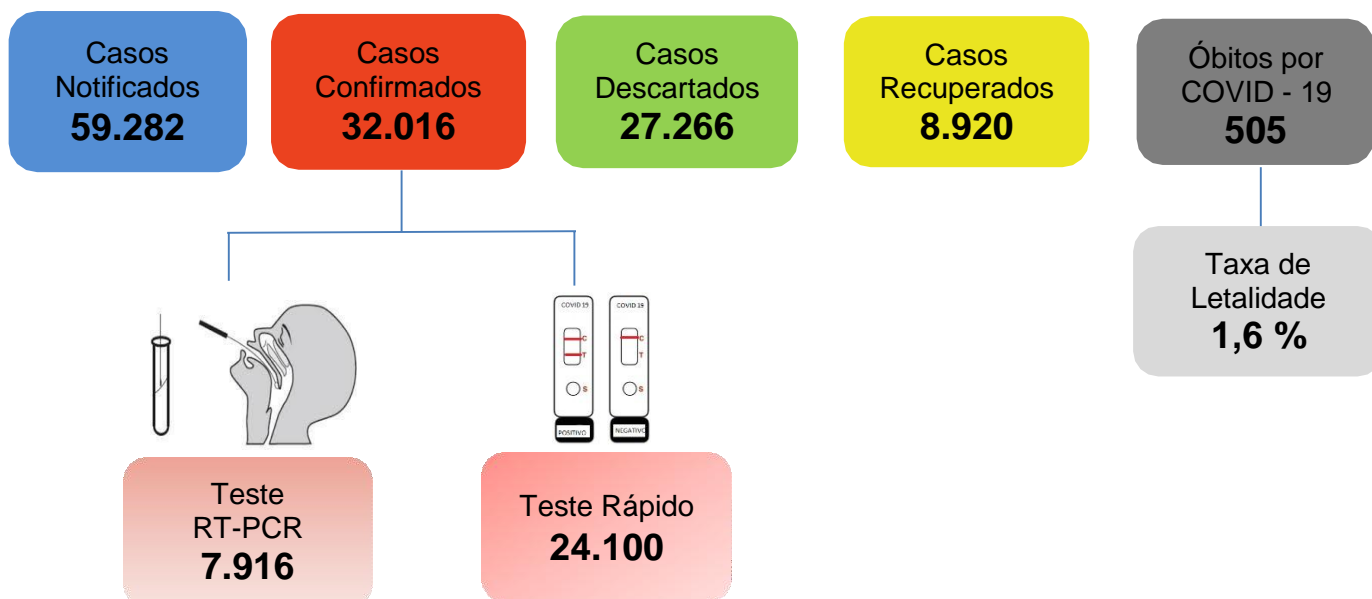 Casos
Notificados
59.282
Casos
Confirmados
32.016
Casos
Descartados
27.266
Casos
Recuperados
8.920
Óbitos por
COVID - 19
505
Taxa de
Letalidade
1,6 %
COVID 19
C
T
S
POSITIVO
COVID 19
C
T
S
NEGATIVO
Teste
RT-PCR
7.916
Teste Rápido
24.100